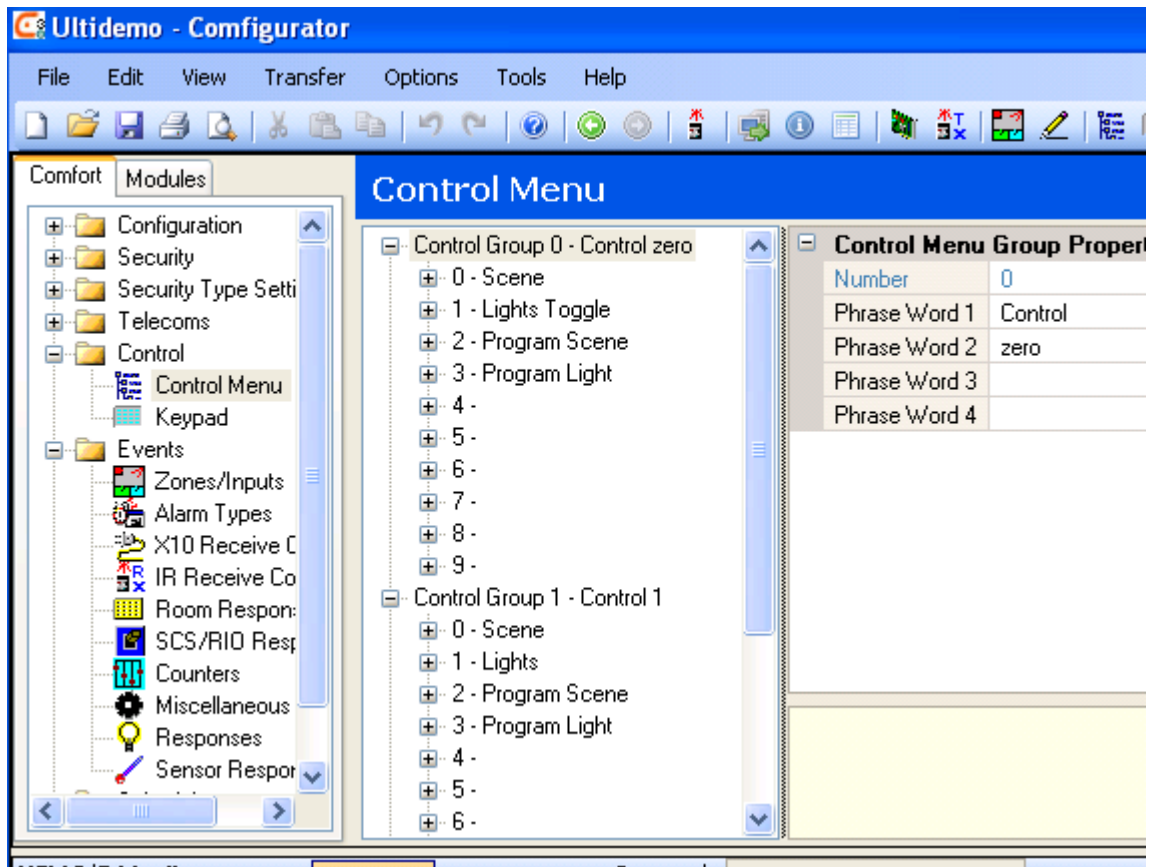 Ultidemo - Comfigurator
File Edit View Transfer Options Tools Help
Comfort Modules
Configuration
Security
Security Type Setti
Telecoms
Control
Control Menu
Keypad
Events
Zones/Inputs
Alarm Types
X10 Receive C
IR Receive Co
Room Respon
SCS/RIO Resp
Counters
Miscellaneous
Responses
Sensor Respor
Control Menu
Control Group 0 - Control zero
0 - Scene
1 - Lights Toggle
2 - Program Scene
3 - Program Light
4 -
5 -
6 -
7 -
8 -
9 -
Control Group 1 - Control 1
0 - Scene
1 - Lights
2 - Program Scene
3 - Program Light
4 -
5 -
6 -
Control Menu Group Propert
Number 0
Phrase Word 1 Control
Phrase Word 2 zero
Phrase Word 3
Phrase Word 4